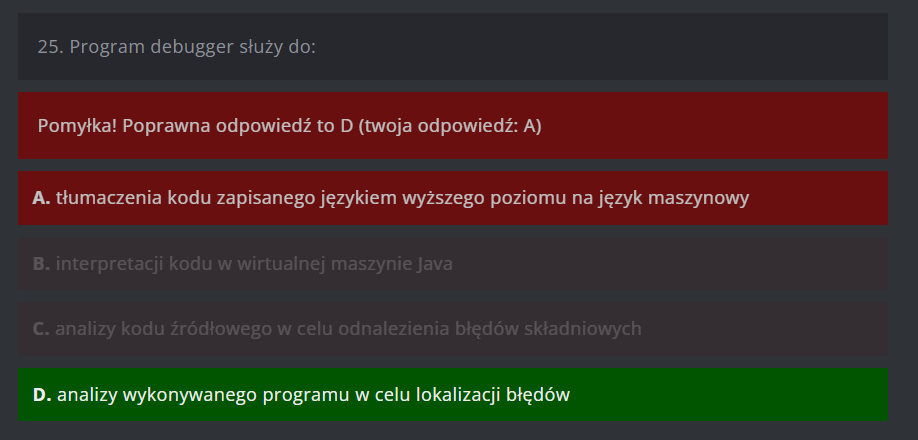 25. Program debugger służy do:
Pomyłka! Poprawna odpowiedź to D (twoja odpowiedź: A)
A. tłumaczenia kodu zapisanego językiem wyższego poziomu na język maszynowy
B. interpretacji kodu w wirtualnej maszynie Java
C. analizy kodu źródłowego w celu odnalezienia błędów składniowych
D. analizy wykonywanego programu w celu lokalizacji błędów